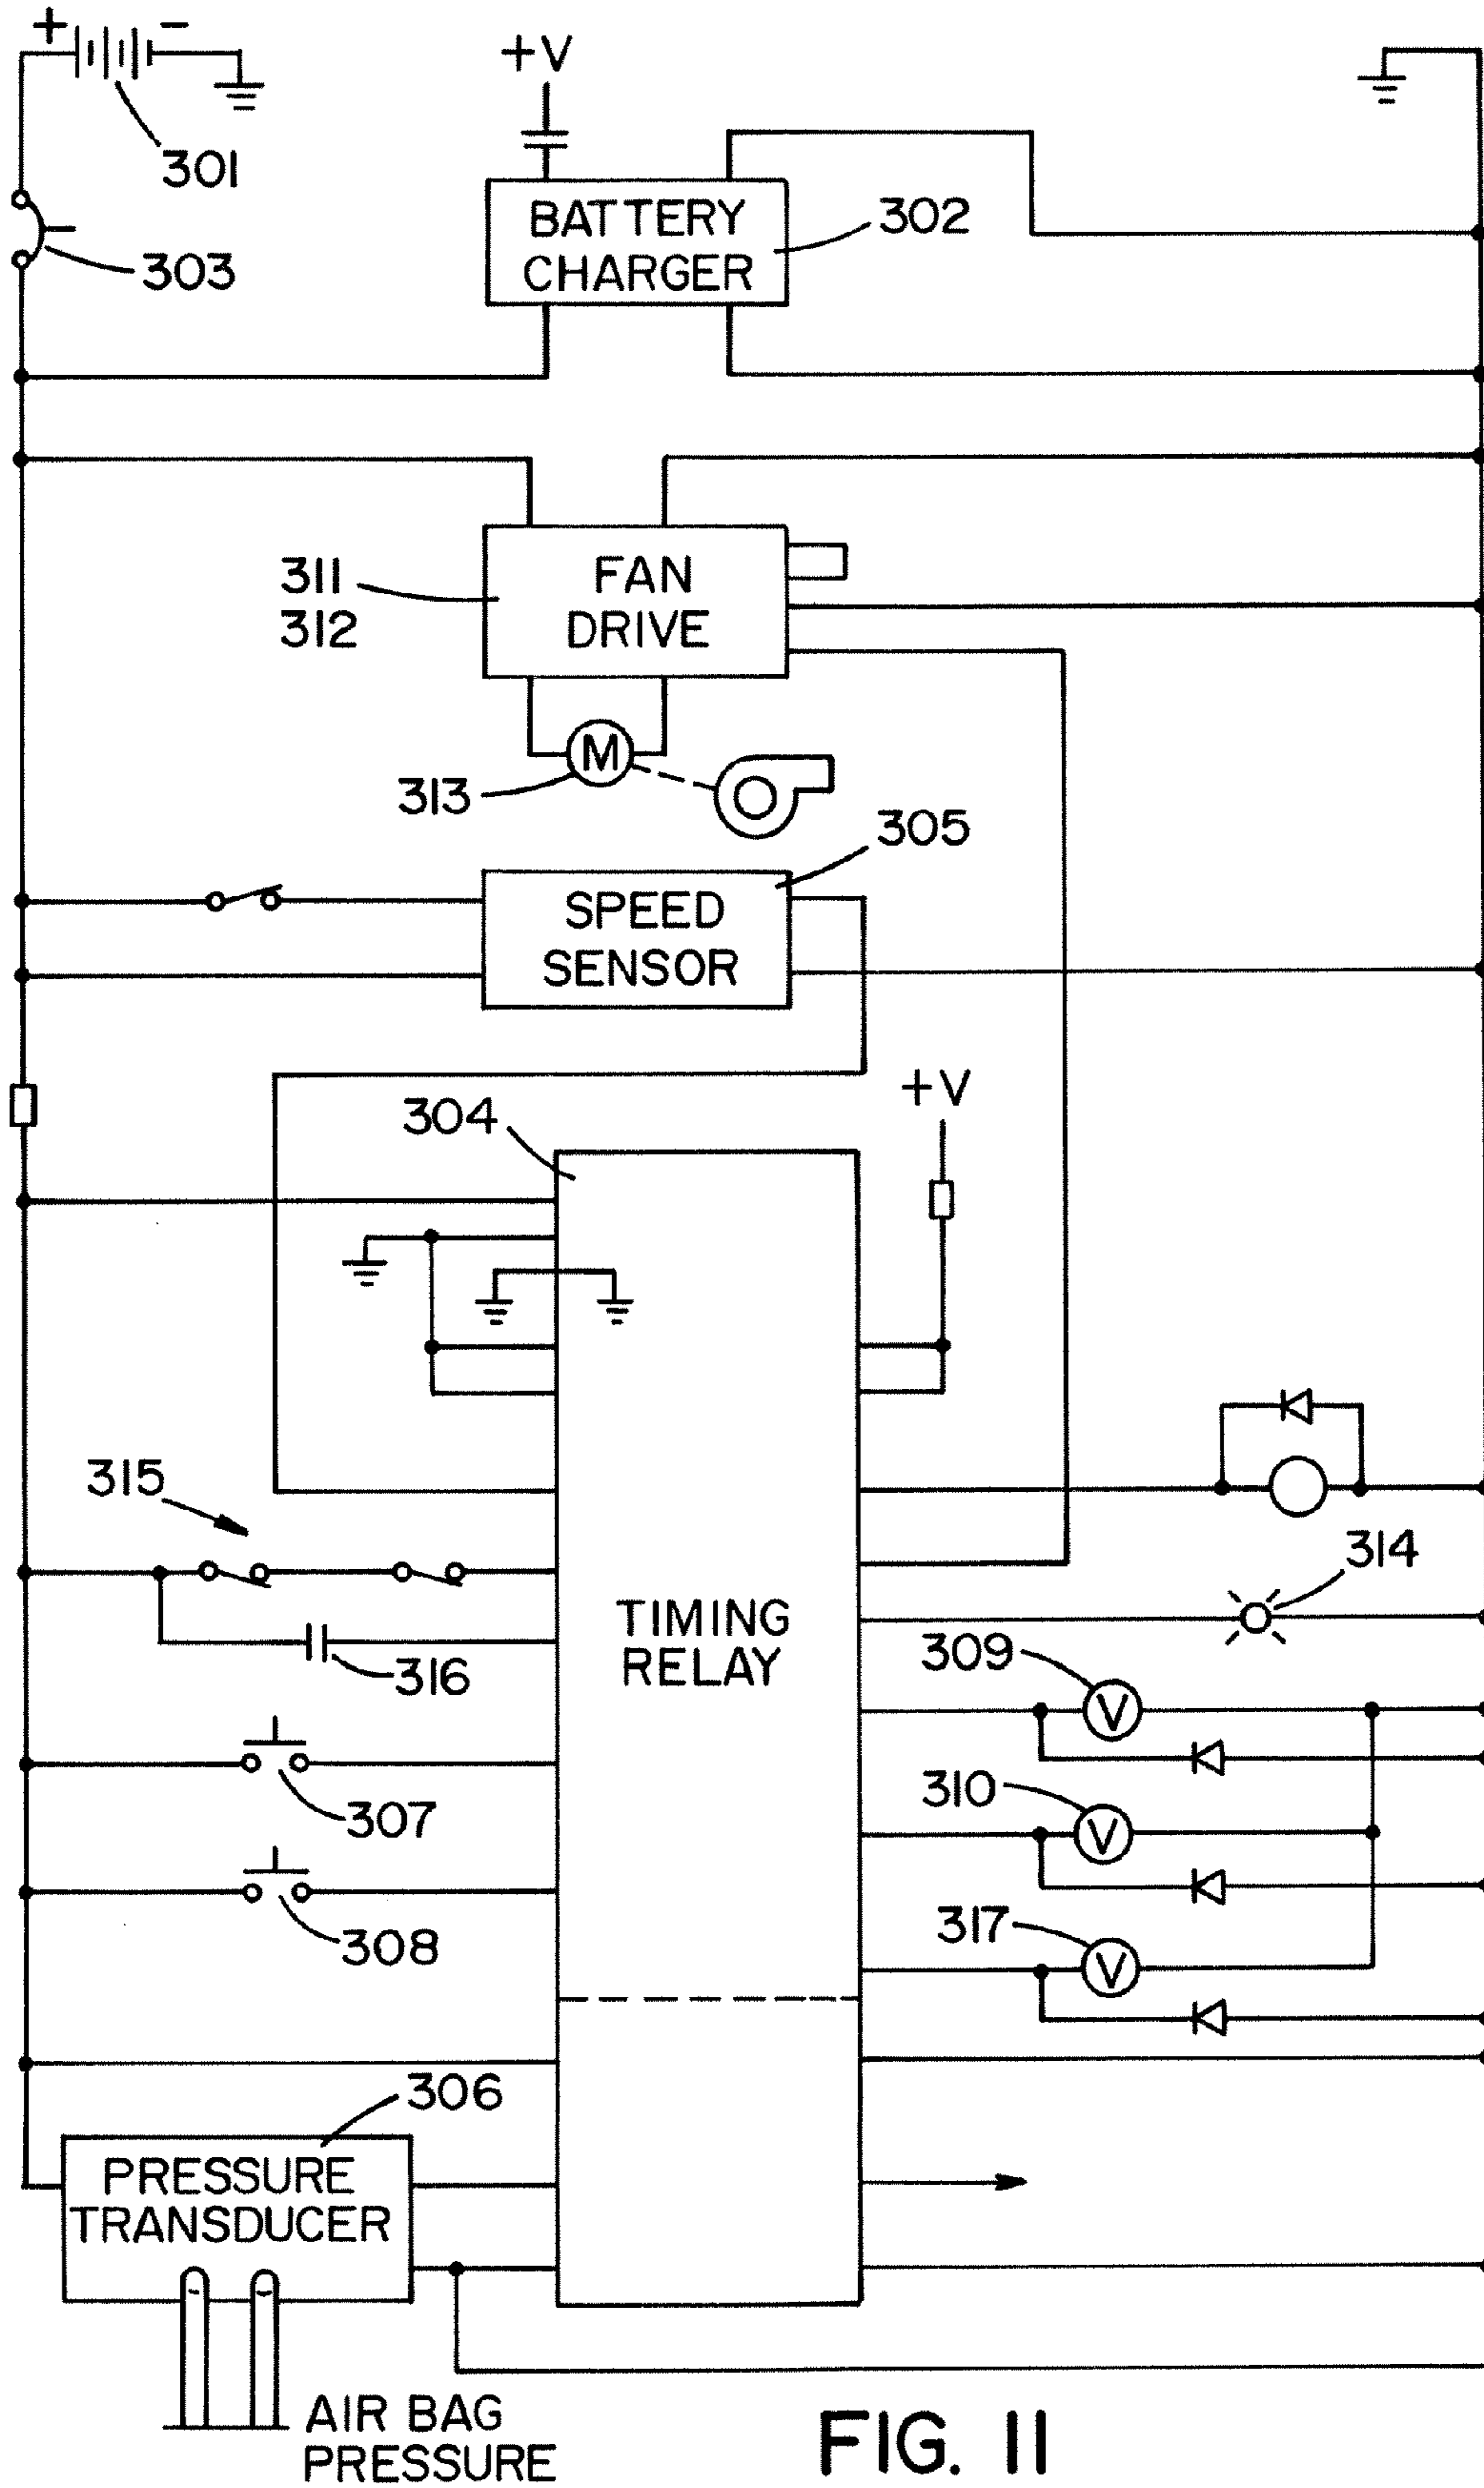 + −
+V
301
BATTERY
CHARGER
302
303
311
312
FAN
DRIVE
M
313
305
SPEED
SENSOR
+V
304
315
314
TIMING
RELAY
309
316
V
307
310
V
308
317
V
306
PRESSURE
TRANSDUCER
AIR BAG
PRESSURE
FIG. 11